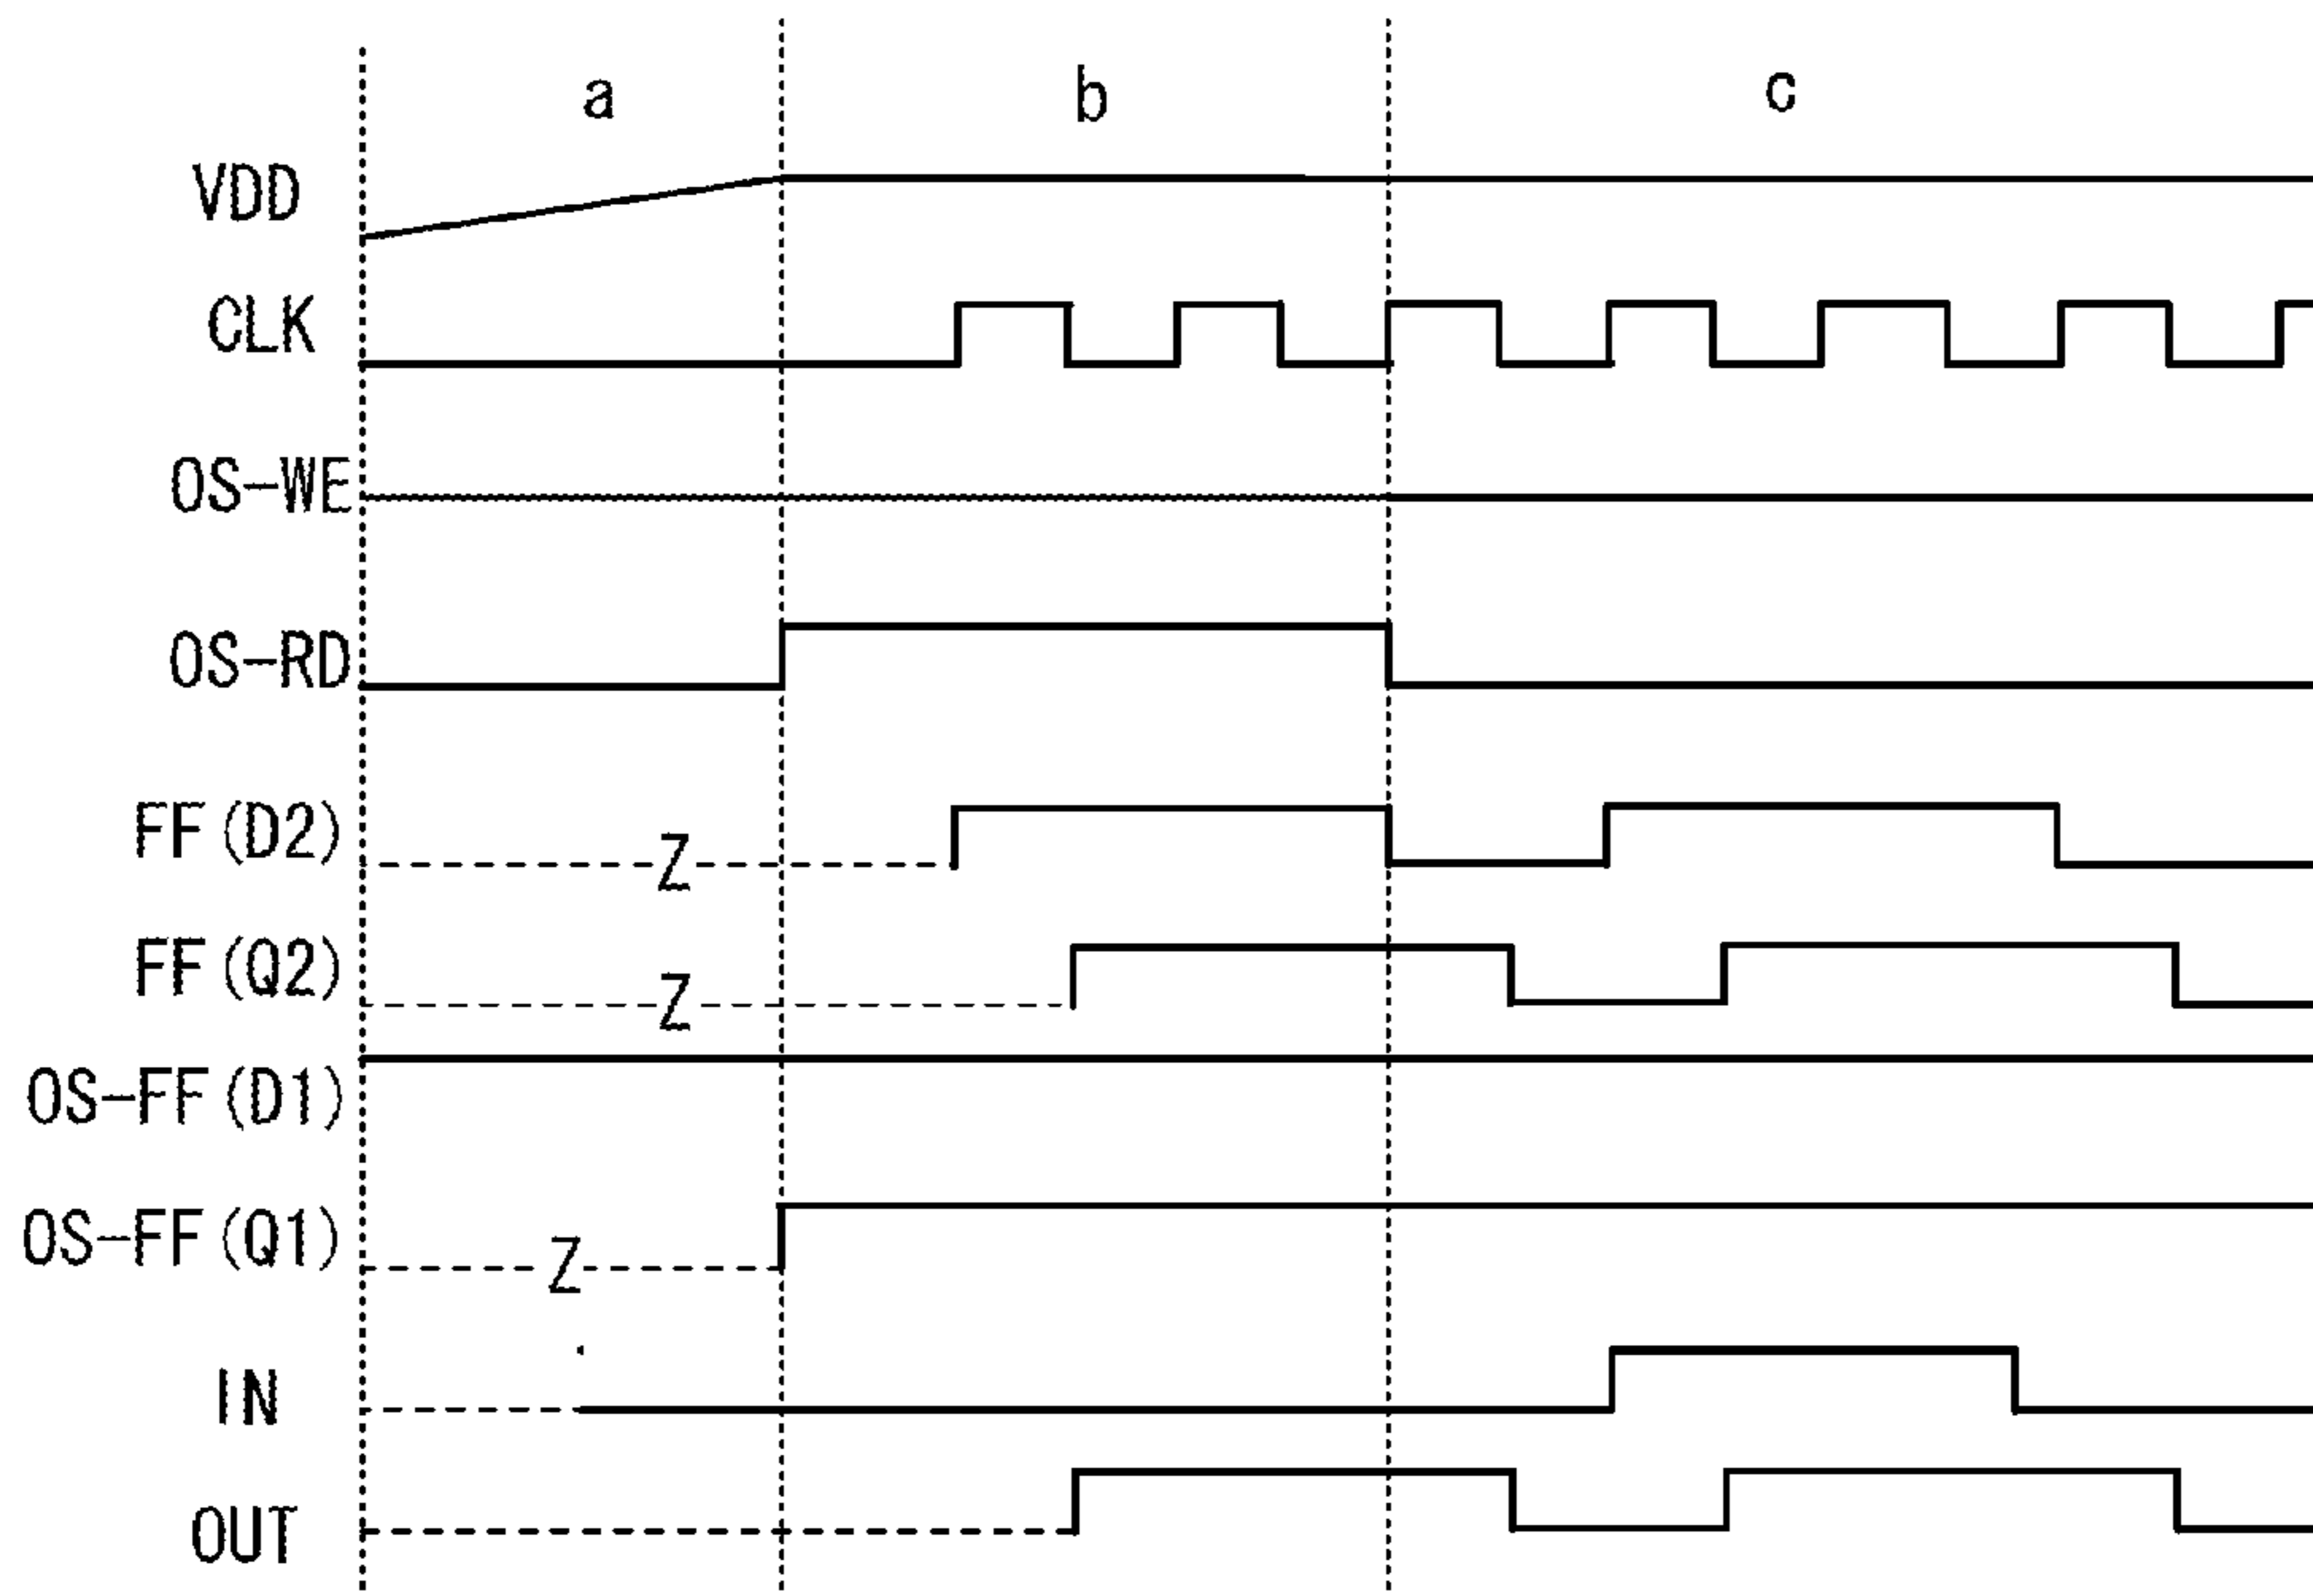 a b c
VDD
CLK
OS-WE
OS-RD
FF(D2) Z
FF(Q2) Z
OS-FF(D1)
OS-FF(Q1) Z
IN
OUT